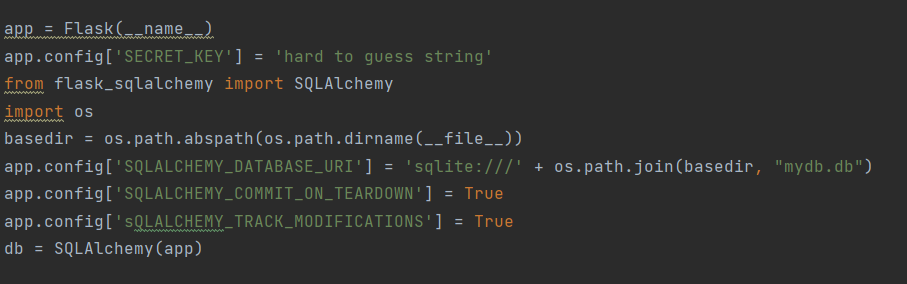 app = Flask(__name__)
app.config['SECRET_KEY'] = 'hard to guess string'
from flask_sqlalchemy import SQLAlchemy
import os
basedir = os.path.abspath(os.path.dirname(__file__))
app.config['SQLALCHEMY_DATABASE_URI'] = 'sqlite:///' + os.path.join(basedir, "mydb.db")
app.config['SQLALCHEMY_COMMIT_ON_TEARDOWN'] = True
app.config['sQLALCHEMY_TRACK_MODIFICATIONS'] = True
db = SQLAlchemy(app)